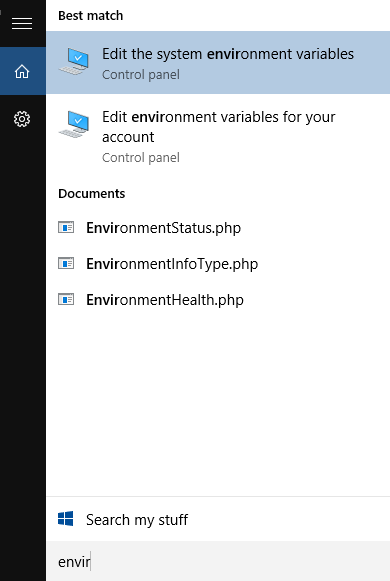 Best match
Edit the system environment variables
Control panel
Edit environment variables for your
account
Control panel
Documents
EnvironmentStatus.php
EnvironmentInfoType.php
EnvironmentHealth.php
Search my stuff
envir